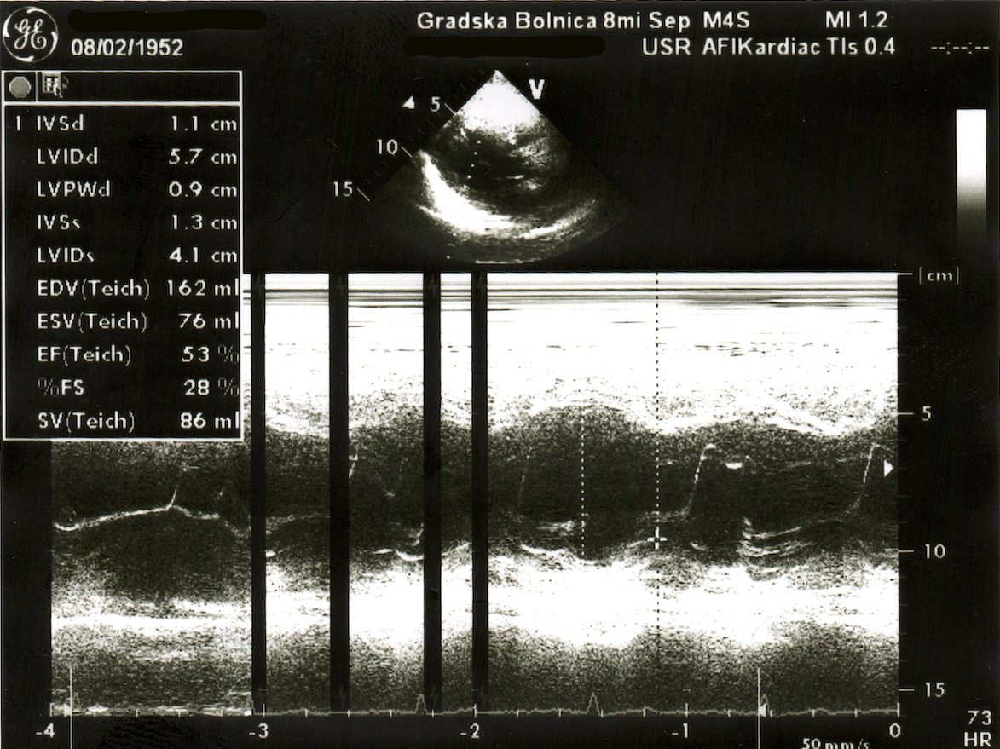 GE
Gradska Bolnica 8mi Sep M4S MI 1.2
08/02/1952 USR AFIKardiac TIs 0.4 --:--:--
V
5
10
15
1 IVSd 1.1 cm
LVIDd 5.7 cm
LVPWd 0.9 cm
IVSs 1.3 cm
LVIDs 4.1 cm
EDV(Teich) 162 ml
ESV(Teich) 76 ml
EF(Teich) 53 %
%FS 28 %
SV(Teich) 86 ml
[cm]
5
10
15
-4 -3 -2 -1 0
50 mm/s
73
HR